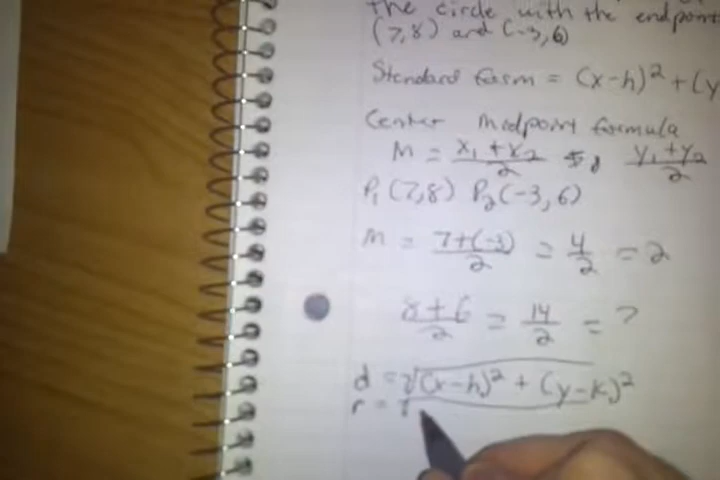 the circle with the endpoint
(7,8) and (-3,6)
Standard form = (x-h)² + (y
Center Midpoint formula
M = x₁ + x₂ / 2 , y₁ + y₂ / 2
P₁ (7,8) P₂ (-3,6)
M = 7+(-3) / 2 = 4 / 2 = 2
8+6 / 2 = 14 / 2 = 7
d = √(x-h)² + (y-k)²
r = √